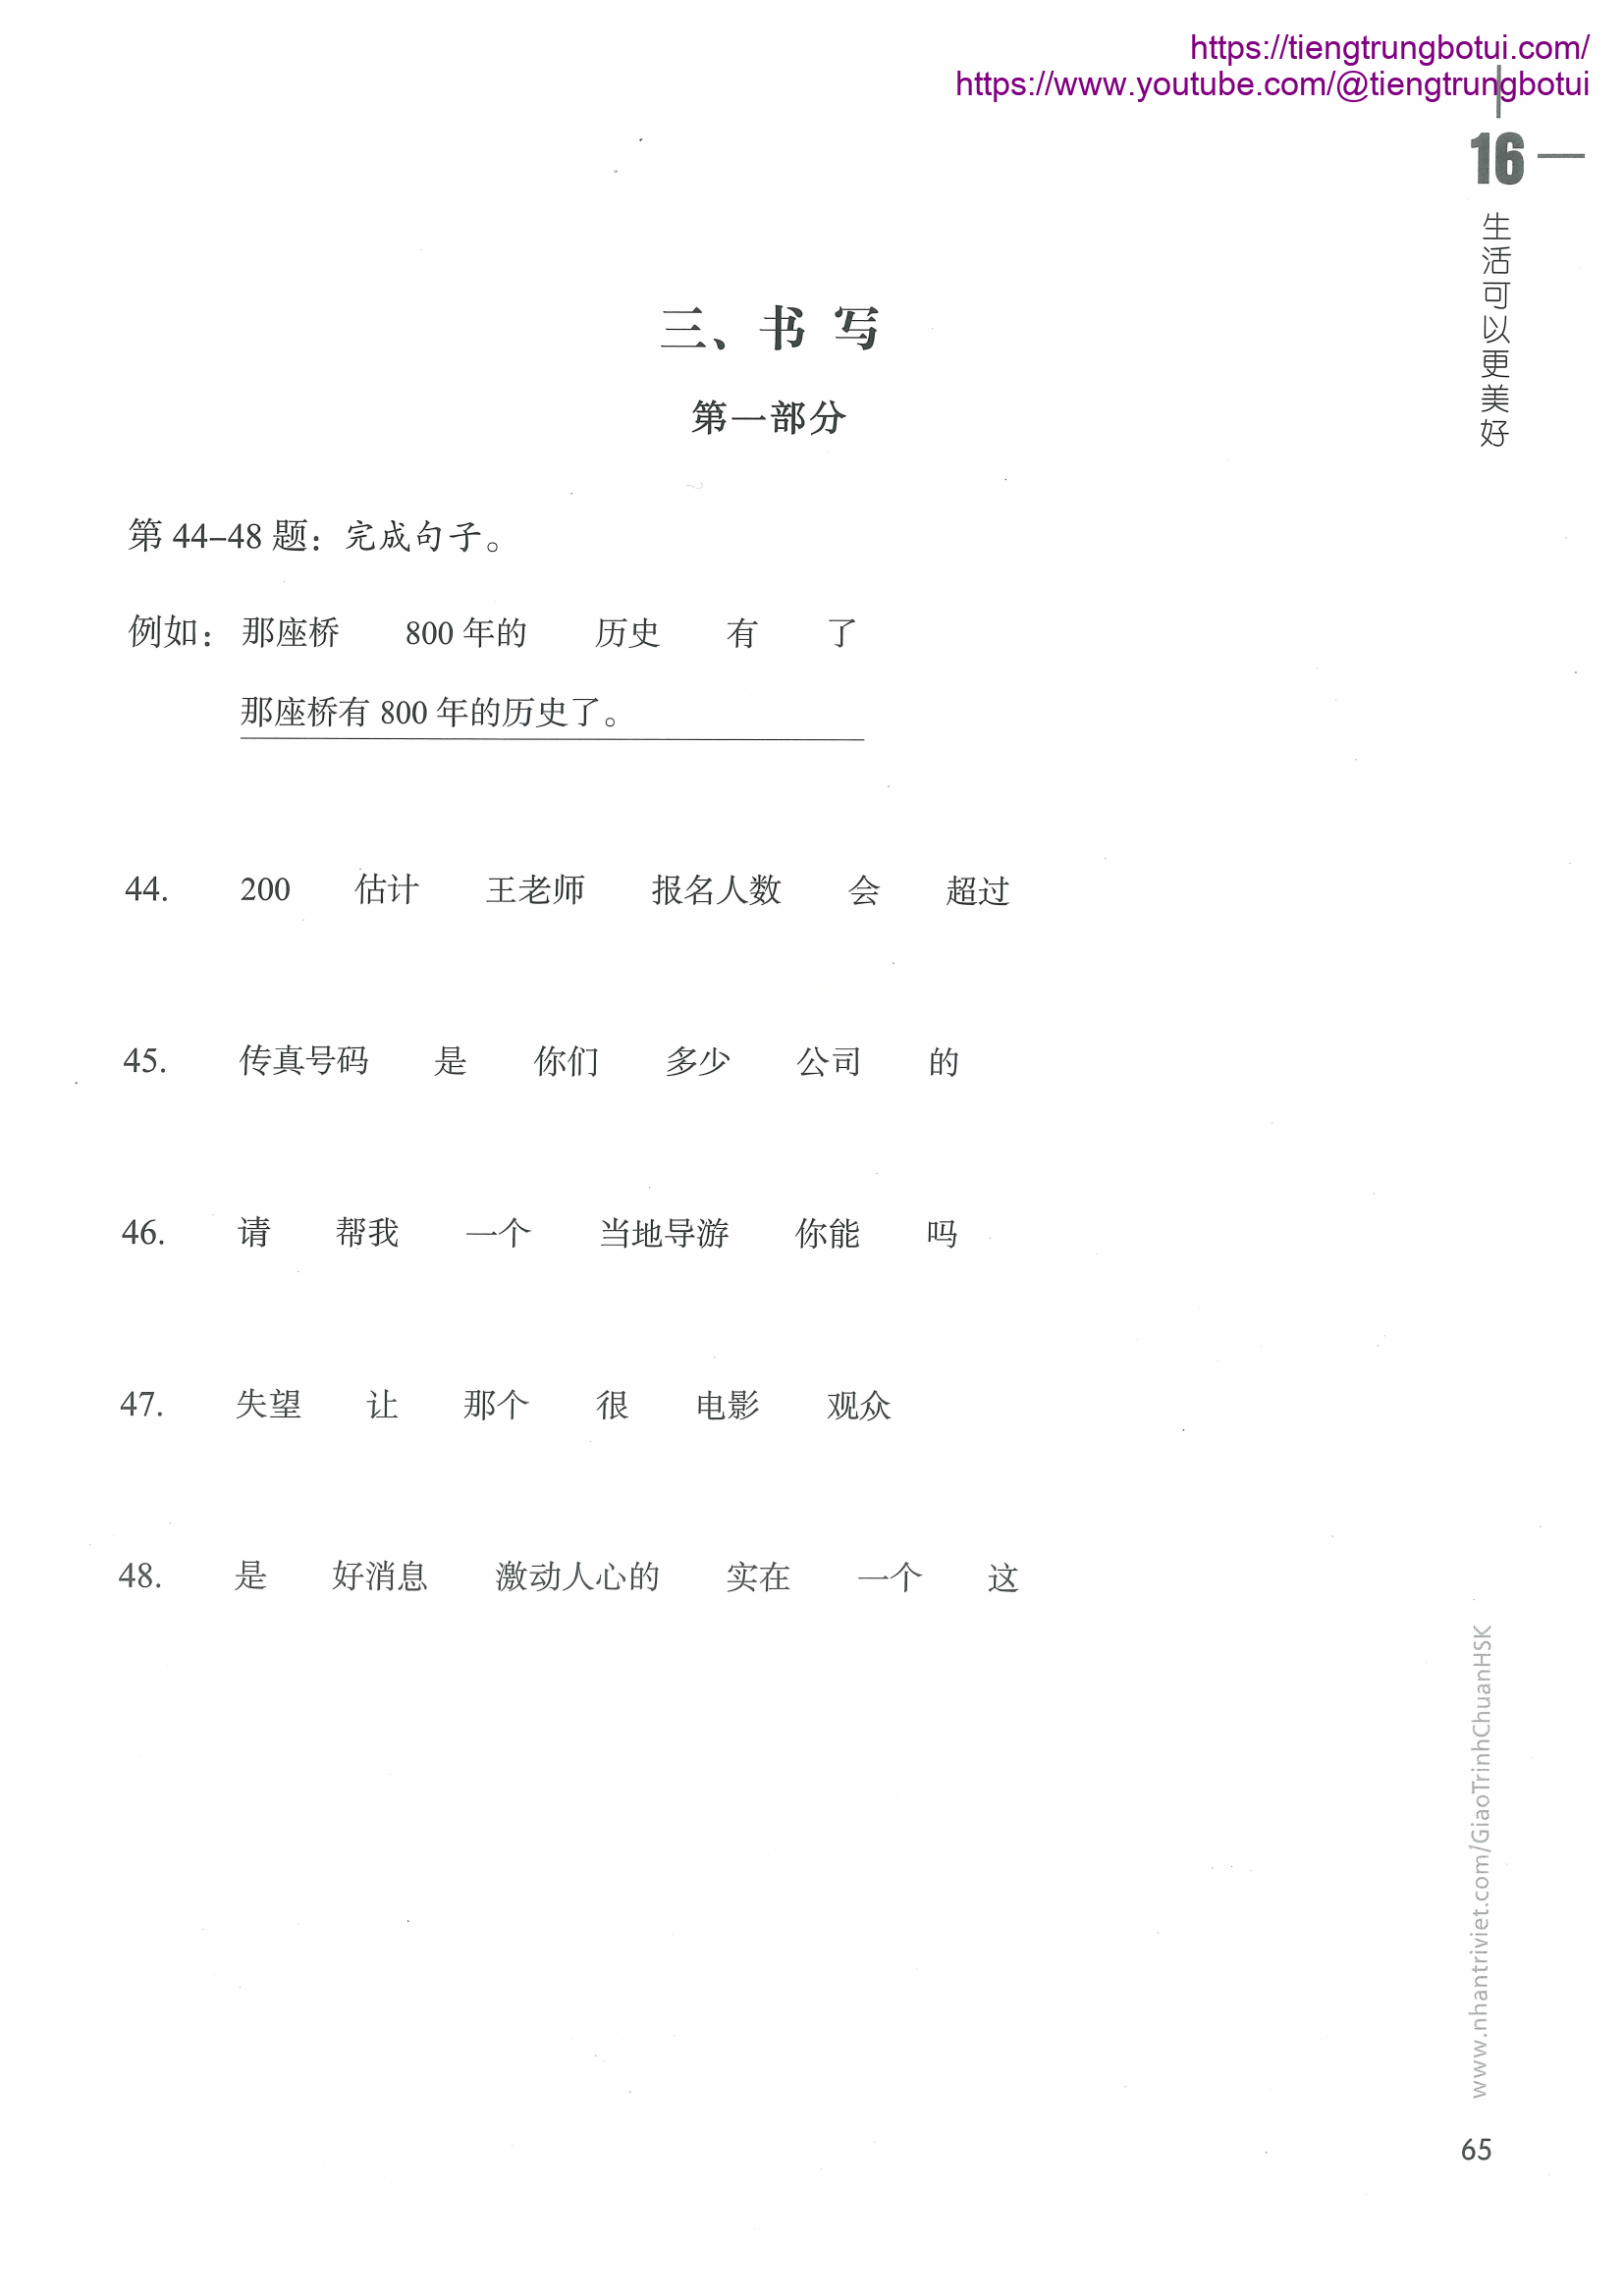 https://tiengtrungbotui.com/
https://www.youtube.com/@tiengtrungbotui
16
生活可以更美好
三、书 写
第一部分
第 44–48 题：完成句子。
例如： 那座桥 800 年的 历史 有 了
那座桥有 800 年的历史了。
44. 200 估计 王老师 报名人数 会 超过
45. 传真号码 是 你们 多少 公司 的
46. 请 帮我 一个 当地导游 你能 吗
47. 失望 让 那个 很 电影 观众
48. 是 好消息 激动人心的 实在 一个 这
www.nhantriviet.com/GiaoTrinhChuanHSK
65